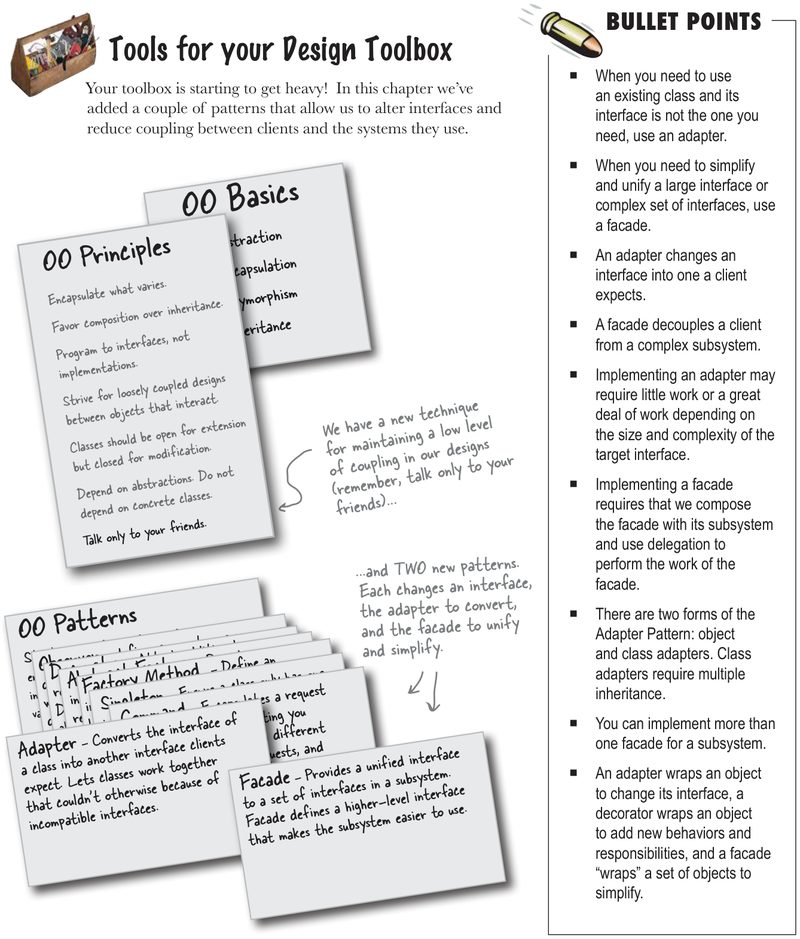 Tools for your Design Toolbox
Your toolbox is starting to get heavy! In this chapter we’ve
added a couple of patterns that allow us to alter interfaces and
reduce coupling between clients and the systems they use.
OO Basics
traction
apsulation
ymorphism
eritance
OO Principles
Encapsulate what varies.
Favor composition over inheritance.
Program to interfaces, not
implementations.
Strive for loosely coupled designs
between objects that interact.
Classes should be open for extension
but closed for modification.
Depend on abstractions. Do not
depend on concrete classes.
Talk only to your friends.
We have a new technique
for maintaining a low level
of coupling in our designs
(remember, talk only to your
friends)...
...and TWO new patterns.
Each changes an interface,
the adapter to convert,
and the facade to unify
and simplify.
OO Patterns
Factory Method - Define an
Singleton
a request
ting you
different
uests, and
Adapter – Converts the interface of
a class into another interface clients
expect. Lets classes work together
that couldn’t otherwise because of
incompatible interfaces.
Facade – Provides a unified interface
to a set of interfaces in a subsystem.
Facade defines a higher-level interface
that makes the subsystem easier to use.
BULLET POINTS
■ When you need to use
an existing class and its
interface is not the one you
need, use an adapter.
■ When you need to simplify
and unify a large interface or
complex set of interfaces, use
a facade.
■ An adapter changes an
interface into one a client
expects.
■ A facade decouples a client
from a complex subsystem.
■ Implementing an adapter may
require little work or a great
deal of work depending on
the size and complexity of the
target interface.
■ Implementing a facade
requires that we compose
the facade with its subsystem
and use delegation to
perform the work of the
facade.
■ There are two forms of the
Adapter Pattern: object
and class adapters. Class
adapters require multiple
inheritance.
■ You can implement more than
one facade for a subsystem.
■ An adapter wraps an object
to change its interface, a
decorator wraps an object
to add new behaviors and
responsibilities, and a facade
“wraps” a set of objects to
simplify.